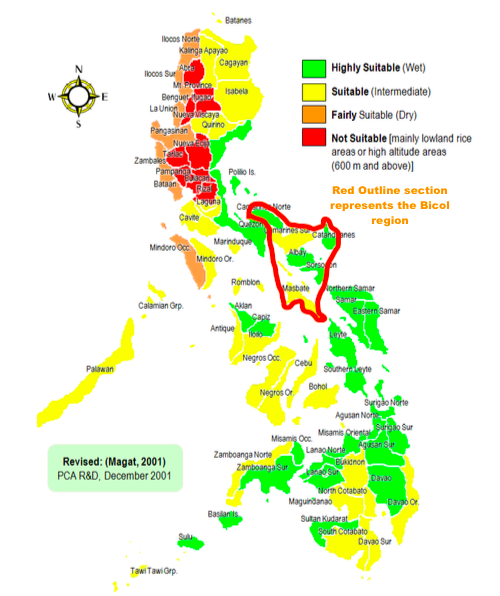 Batanes
Ilocos Norte
Kalinga Apayao
Cagayan
Abra
Ilocos Sur
Mt. Province
Isabela
Benguet
Ifugao
La Union
Nueva Viscaya
Quirino
Pangasinan
Nueva Ecija
Tarlac
Zambales
Pampanga
Bulacan
Bataan
Rizal
Polilio Is.
Laguna
Cavite
Quezon
Camarines Norte
Camarines Sur
Catanduanes
Albay
Sorsogon
Marinduque
Mindoro Occ.
Mindoro Or.
Romblon
Masbate
Northern Samar
Samar
Eastern Samar
Calamian Grp.
Aklan
Capiz
Antique
Iloilo
Leyte
Negros Occ.
Cebu
Southern Leyte
Palawan
Negros Or.
Bohol
Surigao Norte
Agusan Norte
Surigao Sur
Misamis Oriental
Misamis Occ.
Agusan Sur
Lanao Norte
Zamboanga Norte
Bukidnon
Zamboanga Sur
Lanao Sur
Davao
North Cotabato
Maguindanao
Davao Or.
Basilan Is.
Sultan Kudarat
South Cotabato
Sulu
Davao Sur
Tawi Tawi Grp.
N
W
E
S
Highly Suitable (Wet)
Suitable (Intermediate)
Fairly Suitable (Dry)
Not Suitable [mainly lowland rice
areas or high altitude areas
(600 m and above)]
Red Outline section
represents the Bicol
region
Revised: (Magat, 2001)
PCA R&D, December 2001